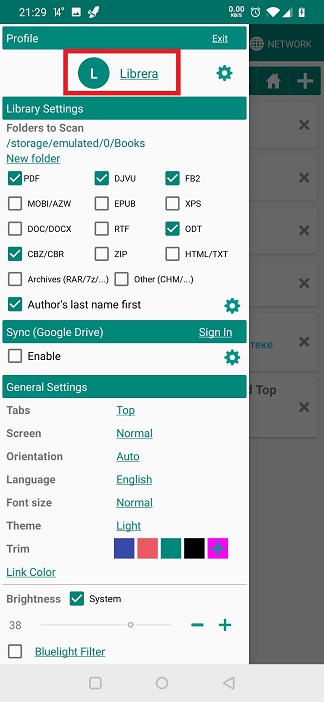 21:29 14° 0.00 KB/S
Profile Exit
NETWORK
L Librera
Library Settings
Folders to Scan
/storage/emulated/0/Books
New folder
PDF DJVU FB2
MOBI/AZW EPUB XPS
DOC/DOCX RTF ODT
CBZ/CBR ZIP HTML/TXT
Archives (RAR/7z/...) Other (CHM/...)
Author's last name first
Sync (Google Drive) Sign In
теке
Enable
General Settings
d Top
Tabs Top
Screen Normal
Orientation Auto
Language English
Font size Normal
Theme Light
Trim
Link Color
Brightness System
38
Bluelight Filter